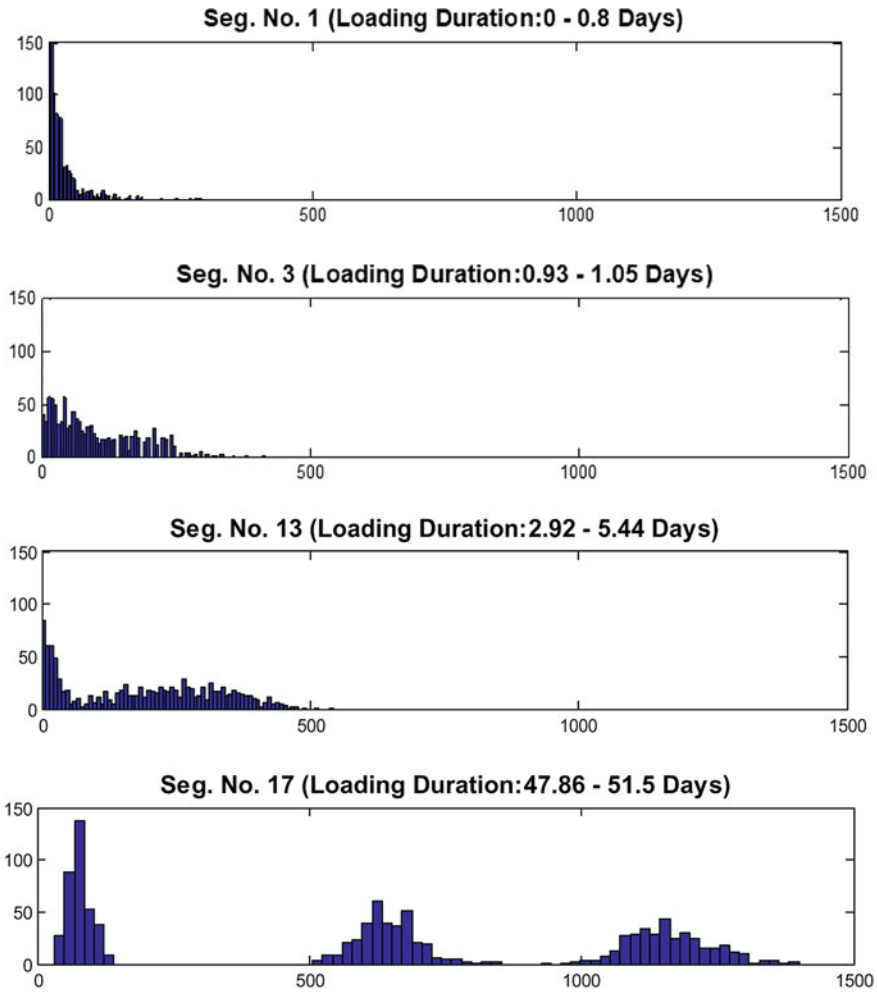 Seg. No. 1 (Loading Duration:0 - 0.8 Days)
150
100
50
0
0 500 1000 1500
Seg. No. 3 (Loading Duration:0.93 - 1.05 Days)
150
100
50
0
0 500 1000 1500
Seg. No. 13 (Loading Duration:2.92 - 5.44 Days)
150
100
50
0
0 500 1000 1500
Seg. No. 17 (Loading Duration:47.86 - 51.5 Days)
150
100
50
0
0 500 1000 1500